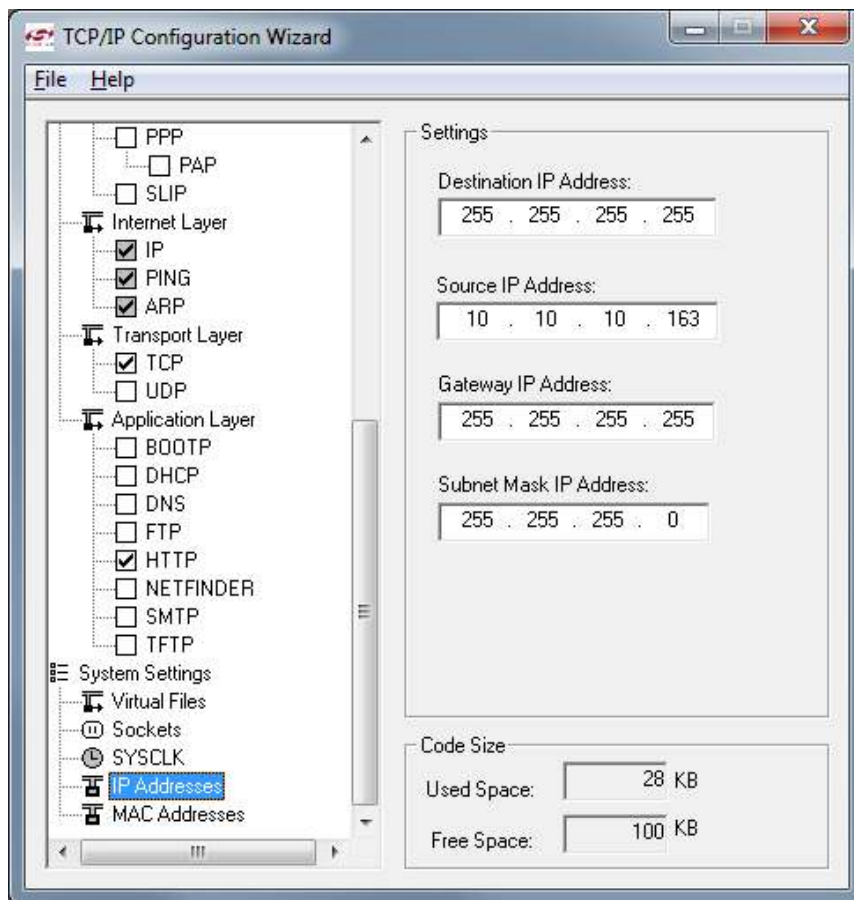 TCP/IP Configuration Wizard
File Help
PPP
PAP
SLIP
Internet Layer
IP
PING
ARP
Transport Layer
TCP
UDP
Application Layer
BOOTP
DHCP
DNS
FTP
HTTP
NETFINDER
SMTP
TFTP
System Settings
Virtual Files
Sockets
SYSCLK
IP Addresses
MAC Addresses
Settings
Destination IP Address:
255 . 255 . 255 . 255
Source IP Address:
10 . 10 . 10 . 163
Gateway IP Address:
255 . 255 . 255 . 255
Subnet Mask IP Address:
255 . 255 . 255 . 0
Code Size
Used Space: 28 KB
Free Space: 100 KB